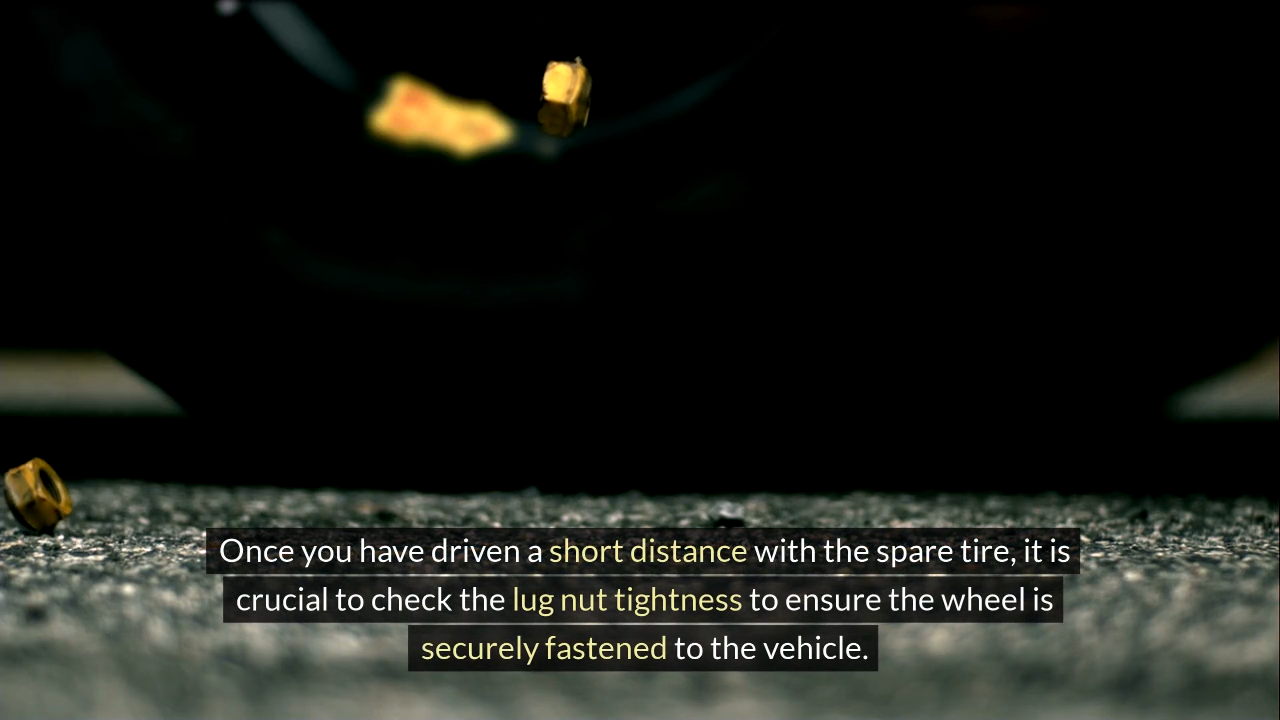 Once you have driven a short distance with the spare tire, it is
crucial to check the lug nut tightness to ensure the wheel is
securely fastened to the vehicle.